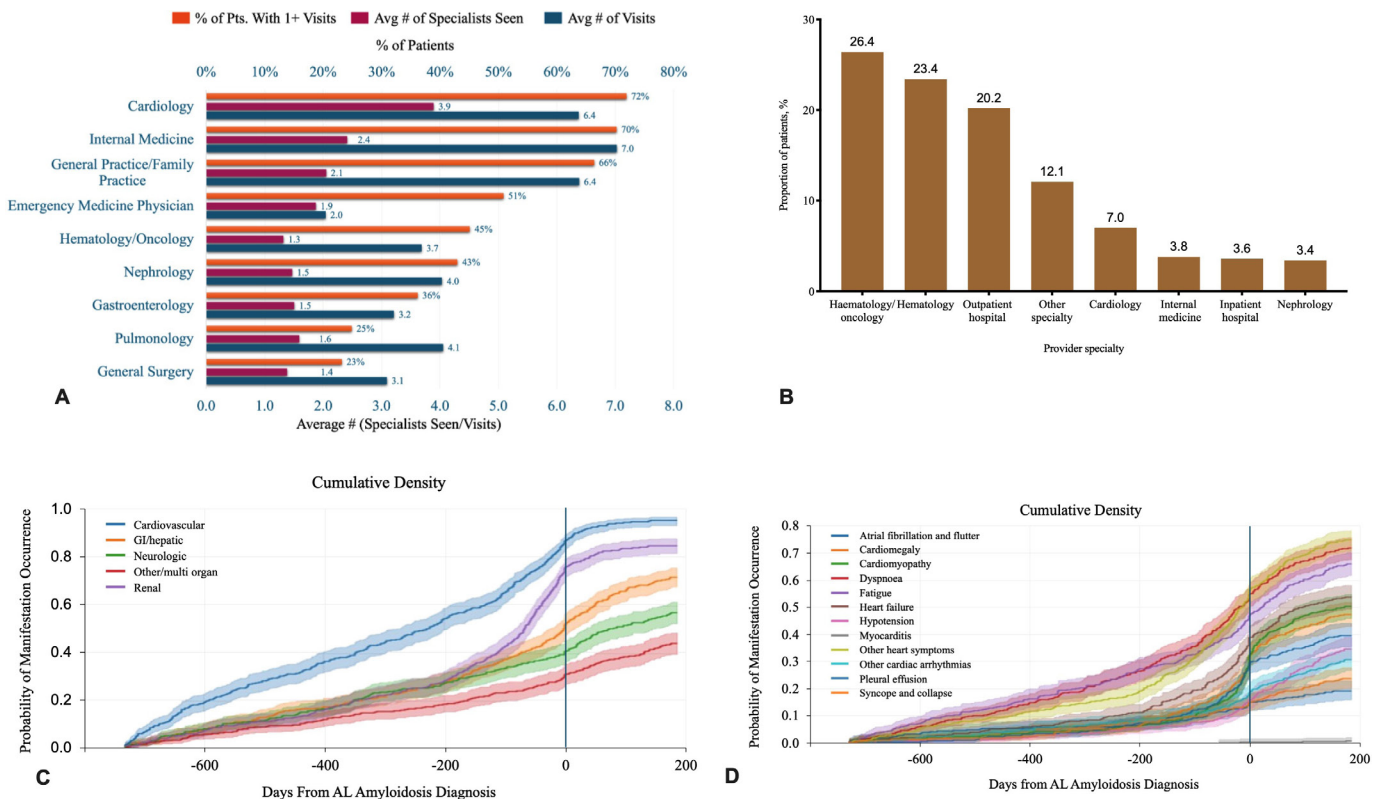 % of Pts. With 1+ Visits
Avg # of Specialists Seen
Avg # of Visits
% of Patients
0% 10% 20% 30% 40% 50% 60% 70% 80%
Cardiology
72%
3.9
6.4
Internal Medicine
70%
2.4
7.0
General Practice/Family
Practice
66%
2.1
6.4
Emergency Medicine Physician
51%
1.9
2.0
Hematology/Oncology
45%
1.3
3.7
Nephrology
43%
1.5
4.0
Gastroenterology
36%
1.5
3.2
Pulmonology
25%
1.6
4.1
General Surgery
23%
1.4
3.1
0.0 1.0 2.0 3.0 4.0 5.0 6.0 7.0 8.0
Average # (Specialists Seen/Visits)
A
Proportion of patients, %
30
20
10
0
26.4
23.4
20.2
12.1
7.0
3.8
3.6
3.4
Haematology/
oncology
Hematology
Outpatient
hospital
Other
specialty
Cardiology
Internal
medicine
Inpatient
hospital
Nephrology
Provider specialty
B
Cumulative Density
Probability of Manifestation Occurrence
1.0
0.8
0.6
0.4
0.2
0.0
Cardiovascular
GI/hepatic
Neurologic
Other/multi organ
Renal
-600 -400 -200 0 200
Days From AL Amyloidosis Diagnosis
C
Cumulative Density
Probability of Manifestation Occurrence
0.8
0.7
0.6
0.5
0.4
0.3
0.2
0.1
0.0
Atrial fibrillation and flutter
Cardiomegaly
Cardiomyopathy
Dyspnoea
Fatigue
Heart failure
Hypotension
Myocarditis
Other heart symptoms
Other cardiac arrhythmias
Pleural effusion
Syncope and collapse
-600 -400 -200 0 200
Days from AL Amyloidosis Diagnosis
D